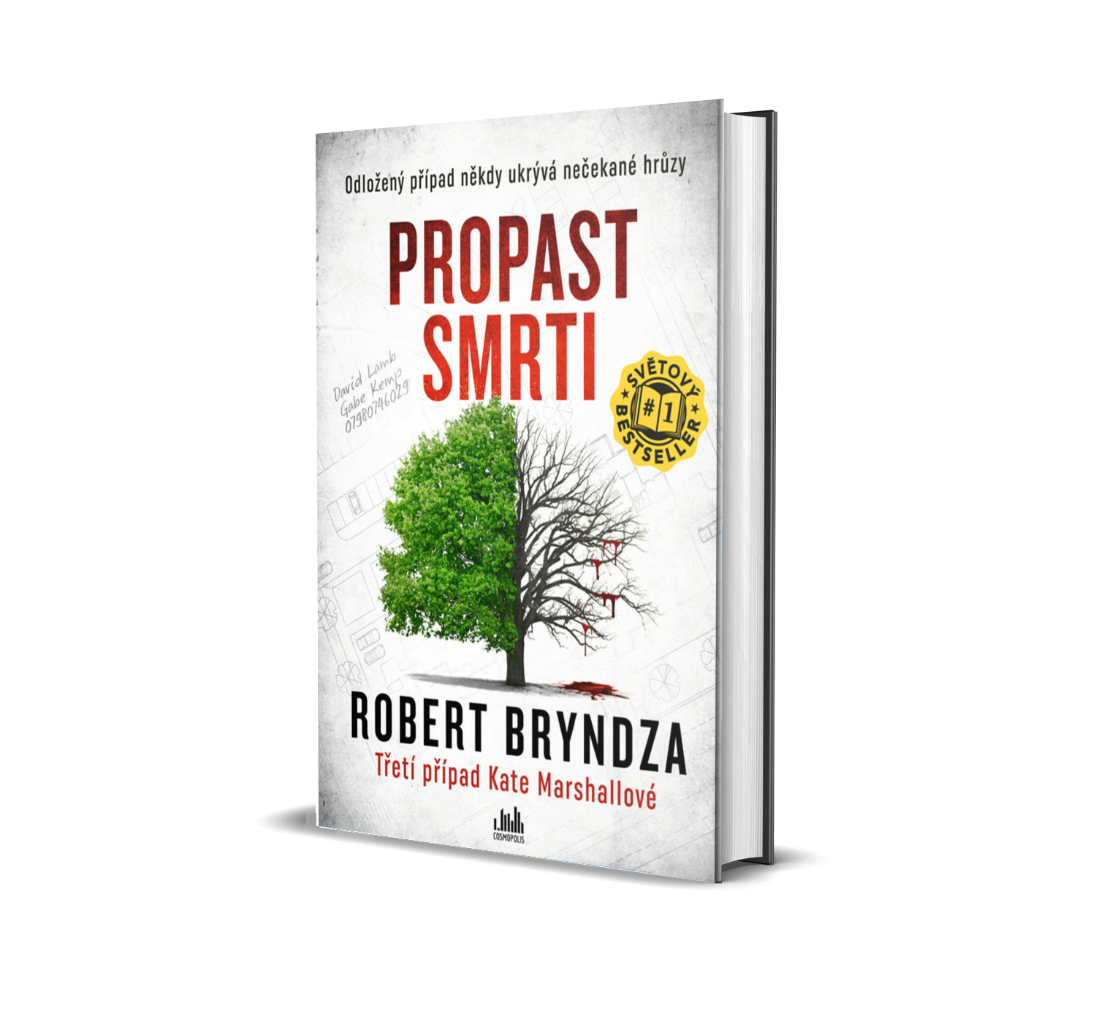 Odložený případ někdy ukrývá nečekané hrůzy
PROPAST
SMRTI
David Lamb
Gabe Kemp
07980746029
SVĚTOVÝ
#1
BESTSELLER
ROBERT BRYNDZA
Třetí případ Kate Marshallové
COSMOPOLIS